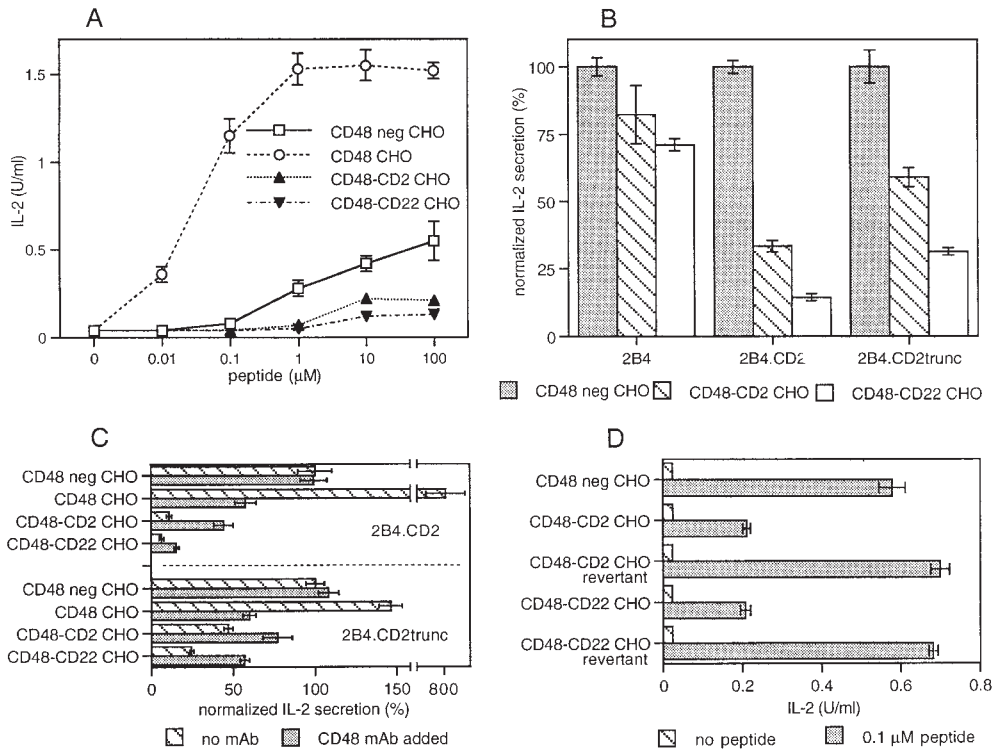 A
1.5
1
0.5
0
IL-2 (U/ml)
CD48 neg CHO
CD48 CHO
CD48-CD2 CHO
CD48-CD22 CHO
0 0.01 0.1 1 10 100
peptide (µM)
B
100
75
50
25
0
normalized IL-2 secretion (%)
2B4 2B4.CD2 2B4.CD2trunc
CD48 neg CHO CD48-CD2 CHO CD48-CD22 CHO
C
CD48 neg CHO
CD48 CHO
CD48-CD2 CHO
CD48-CD22 CHO
2B4.CD2
CD48 neg CHO
CD48 CHO
CD48-CD2 CHO
CD48-CD22 CHO
2B4.CD2trunc
0 50 100 150 800
normalized IL-2 secretion (%)
no mAb CD48 mAb added
D
CD48 neg CHO
CD48-CD2 CHO
CD48-CD2 CHO
revertant
CD48-CD22 CHO
CD48-CD22 CHO
revertant
0 0.2 0.4 0.6 0.8
IL-2 (U/ml)
no peptide 0.1 µM peptide